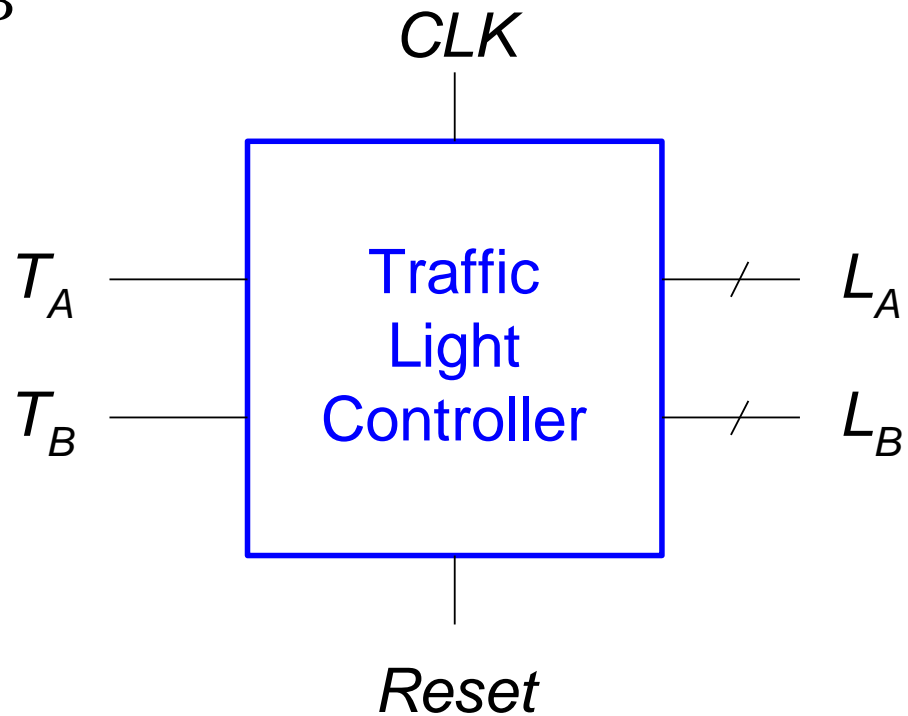 CLK
T_A
Traffic
Light
Controller
L_A
T_B
L_B
Reset